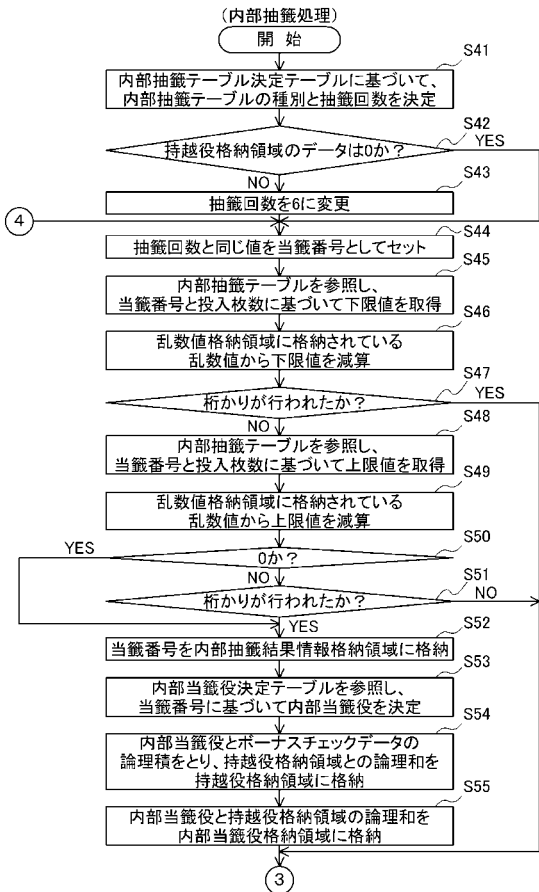 (内部抽籤処理)
開 始
S41
内部抽籤テーブル決定テーブルに基づいて、
内部抽籤テーブルの種別と抽籤回数を決定
S42
持越役格納領域のデータは0か?
YES
NO
S43
抽籤回数を6に変更
4
S44
抽籤回数と同じ値を当籤番号としてセット
S45
内部抽籤テーブルを参照し、
当籤番号と投入枚数に基づいて下限値を取得
S46
乱数値格納領域に格納されている
乱数値から下限値を減算
S47
桁かりが行われたか?
YES
NO
S48
内部抽籤テーブルを参照し、
当籤番号と投入枚数に基づいて上限値を取得
S49
乱数値格納領域に格納されている
乱数値から上限値を減算
S50
YES
0か?
NO
S51
桁かりが行われたか?
NO
YES
S52
当籤番号を内部抽籤結果情報格納領域に格納
S53
内部当籤役決定テーブルを参照し、
当籤番号に基づいて内部当籤役を決定
S54
内部当籤役とボーナスチェックデータの
論理積をとり、持越役格納領域との論理和を
持越役格納領域に格納
S55
内部当籤役と持越役格納領域の論理和を
内部当籤役格納領域に格納
3